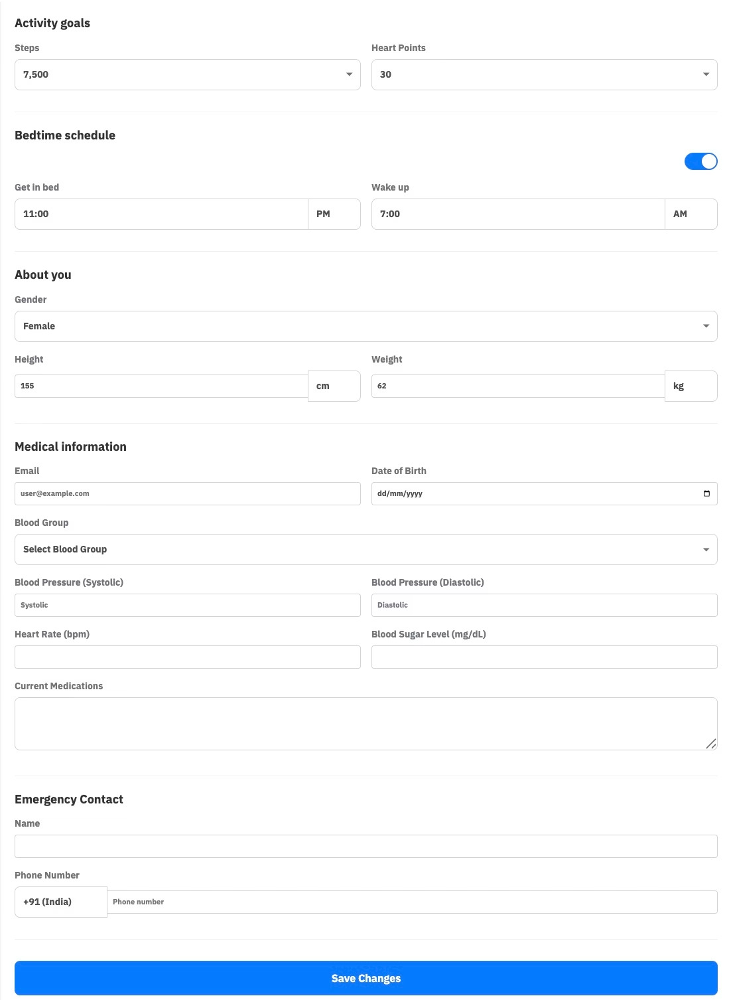 Activity goals
Steps
Heart Points
7,500
30
Bedtime schedule
Get in bed
Wake up
11:00
PM
7:00
AM
About you
Gender
Female
Height
Weight
155
cm
62
kg
Medical information
Email
Date of Birth
user@example.com
dd/mm/yyyy
Blood Group
Select Blood Group
Blood Pressure (Systolic)
Blood Pressure (Diastolic)
Systolic
Diastolic
Heart Rate (bpm)
Blood Sugar Level (mg/dL)
Current Medications
Emergency Contact
Name
Phone Number
+91 (India)
Phone number
Save Changes